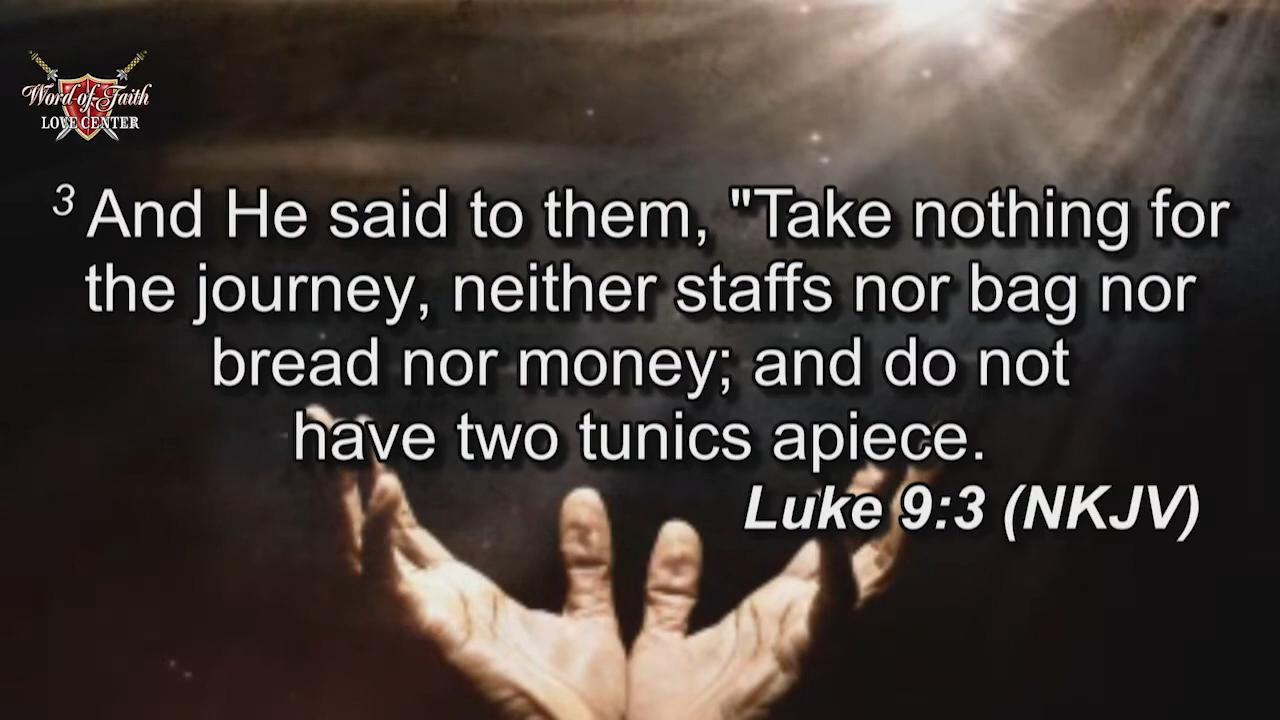 Word of Faith
LOVE CENTER
3 And He said to them, "Take nothing for
the journey, neither staffs nor bag nor
bread nor money; and do not
have two tunics apiece.
Luke 9:3 (NKJV)